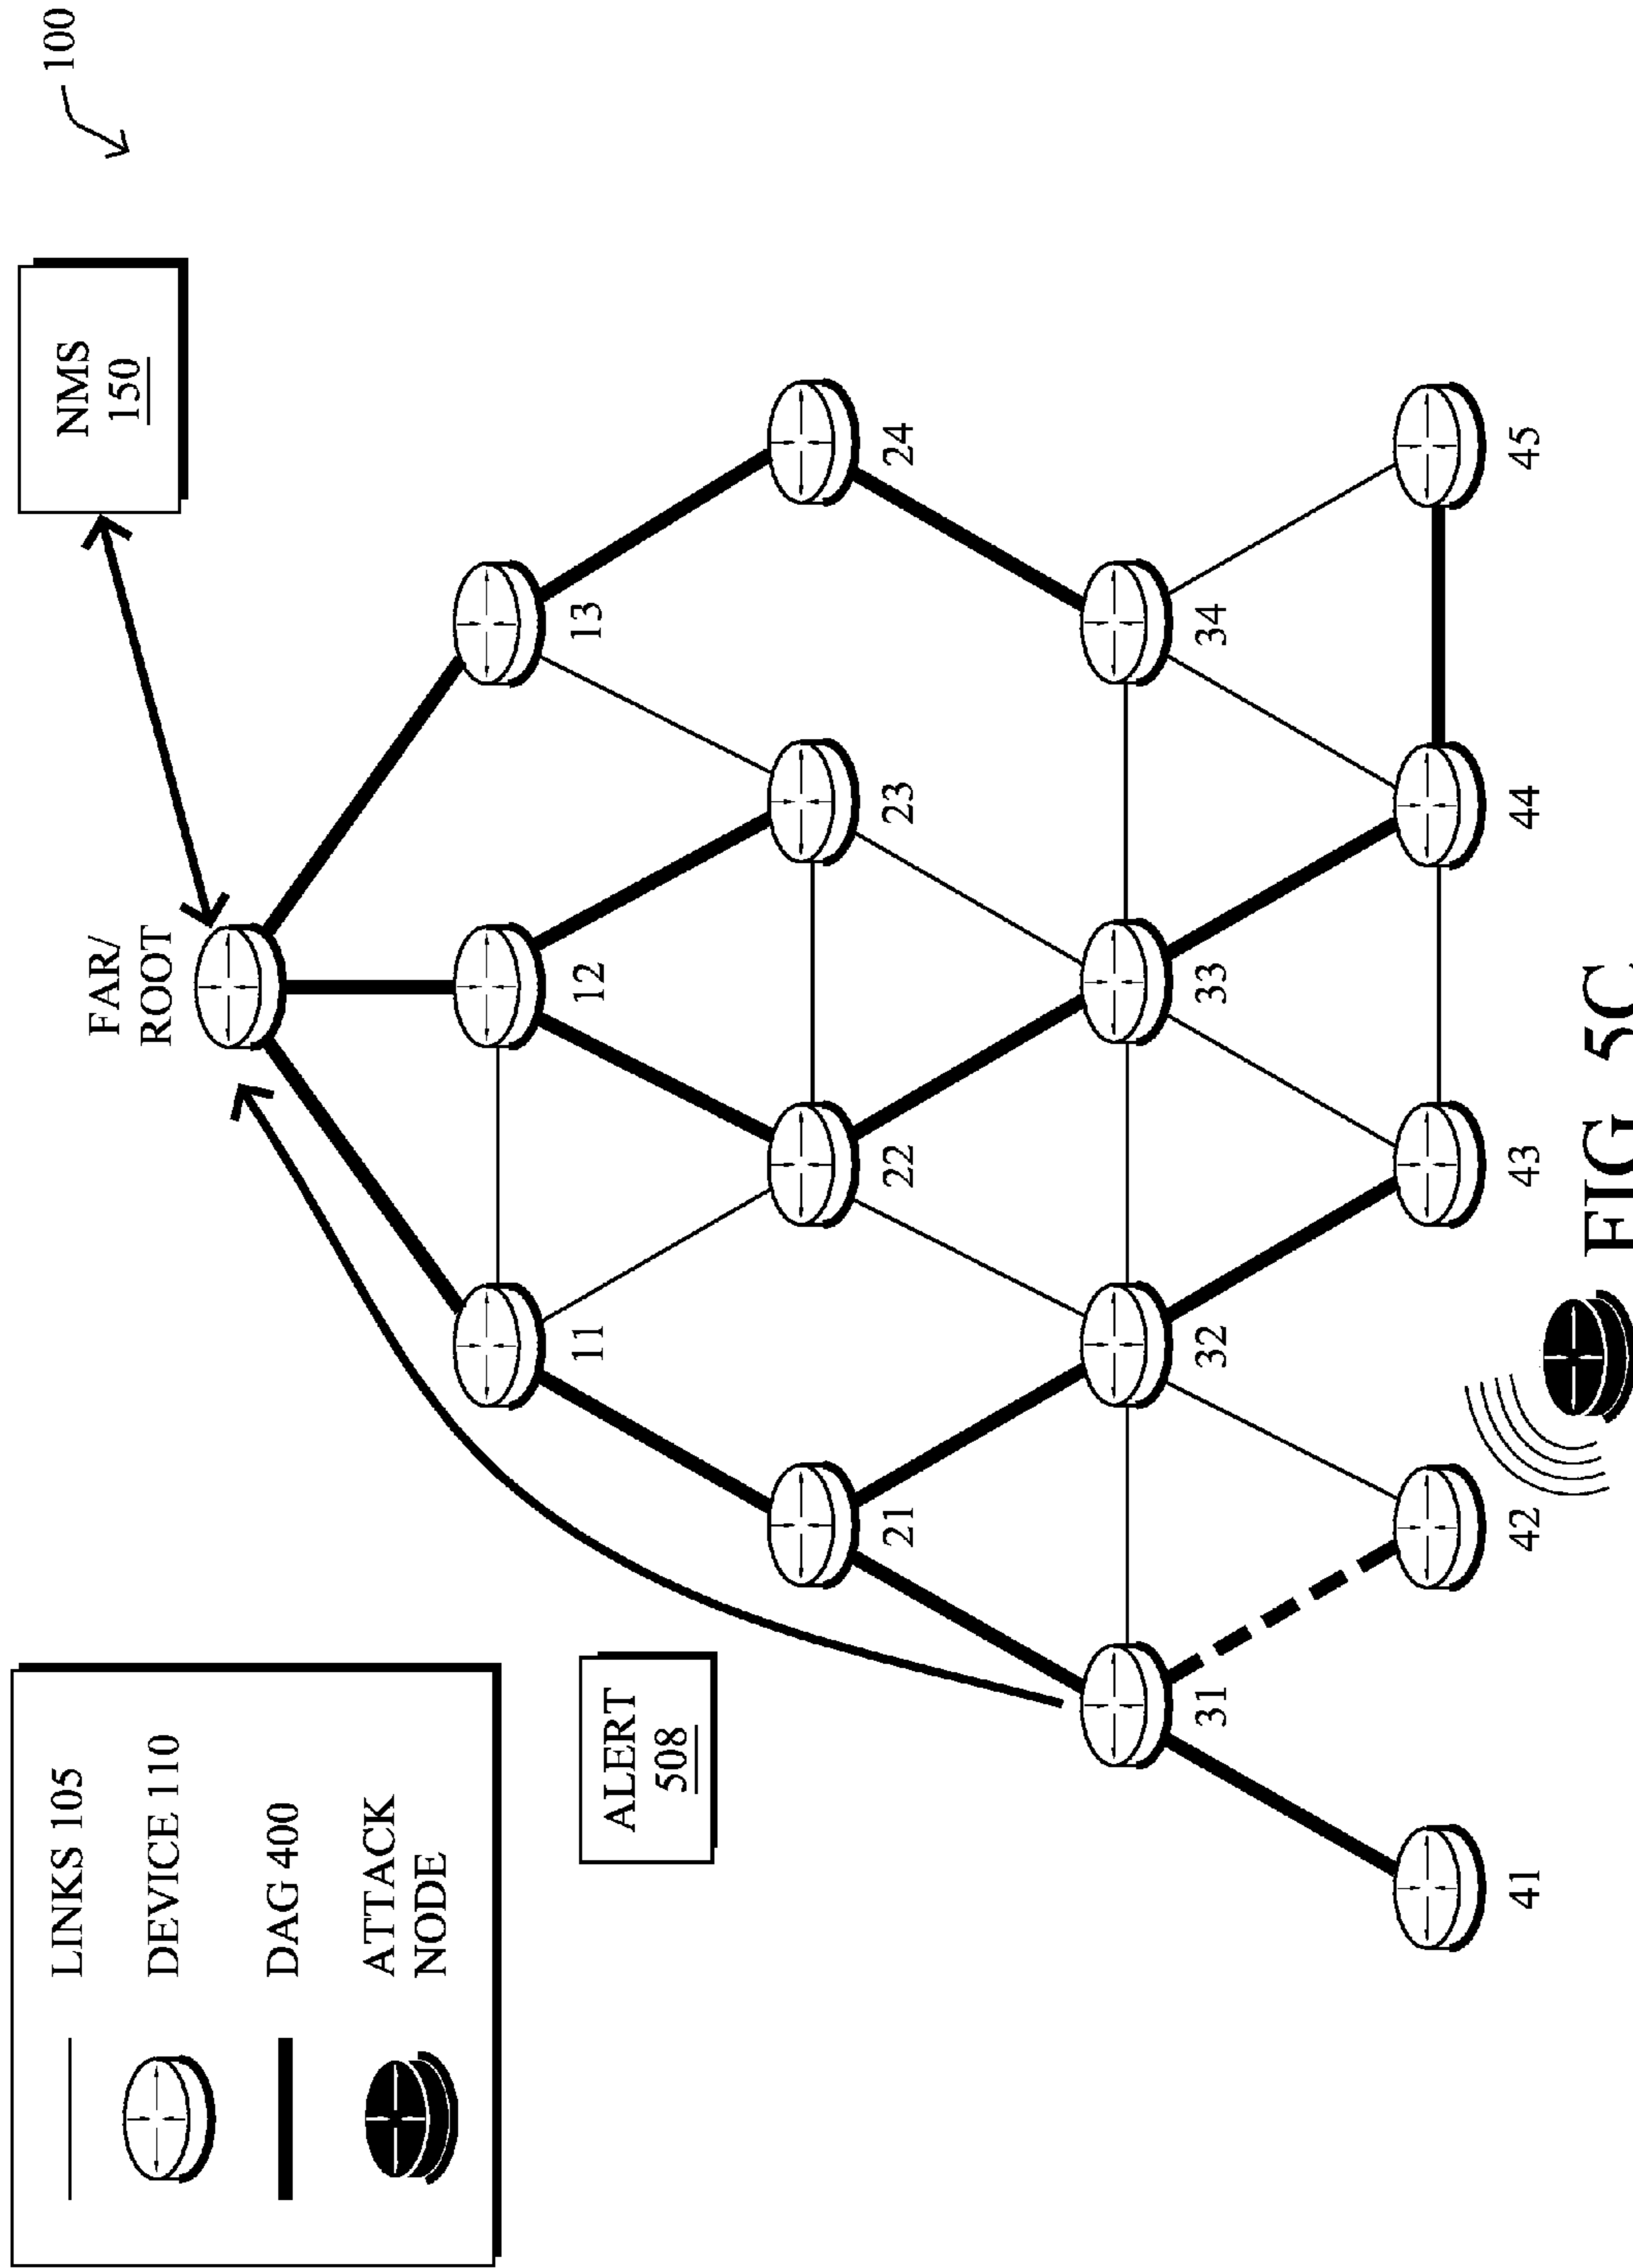 LINKS 105
DEVICE 110
DAG 400
ATTACK
NODE
100
NMS
150
FAR/
ROOT
ALERT
508
11
12
13
21
22
23
24
31
32
33
34
41
42
43
44
45
FIG. 5C